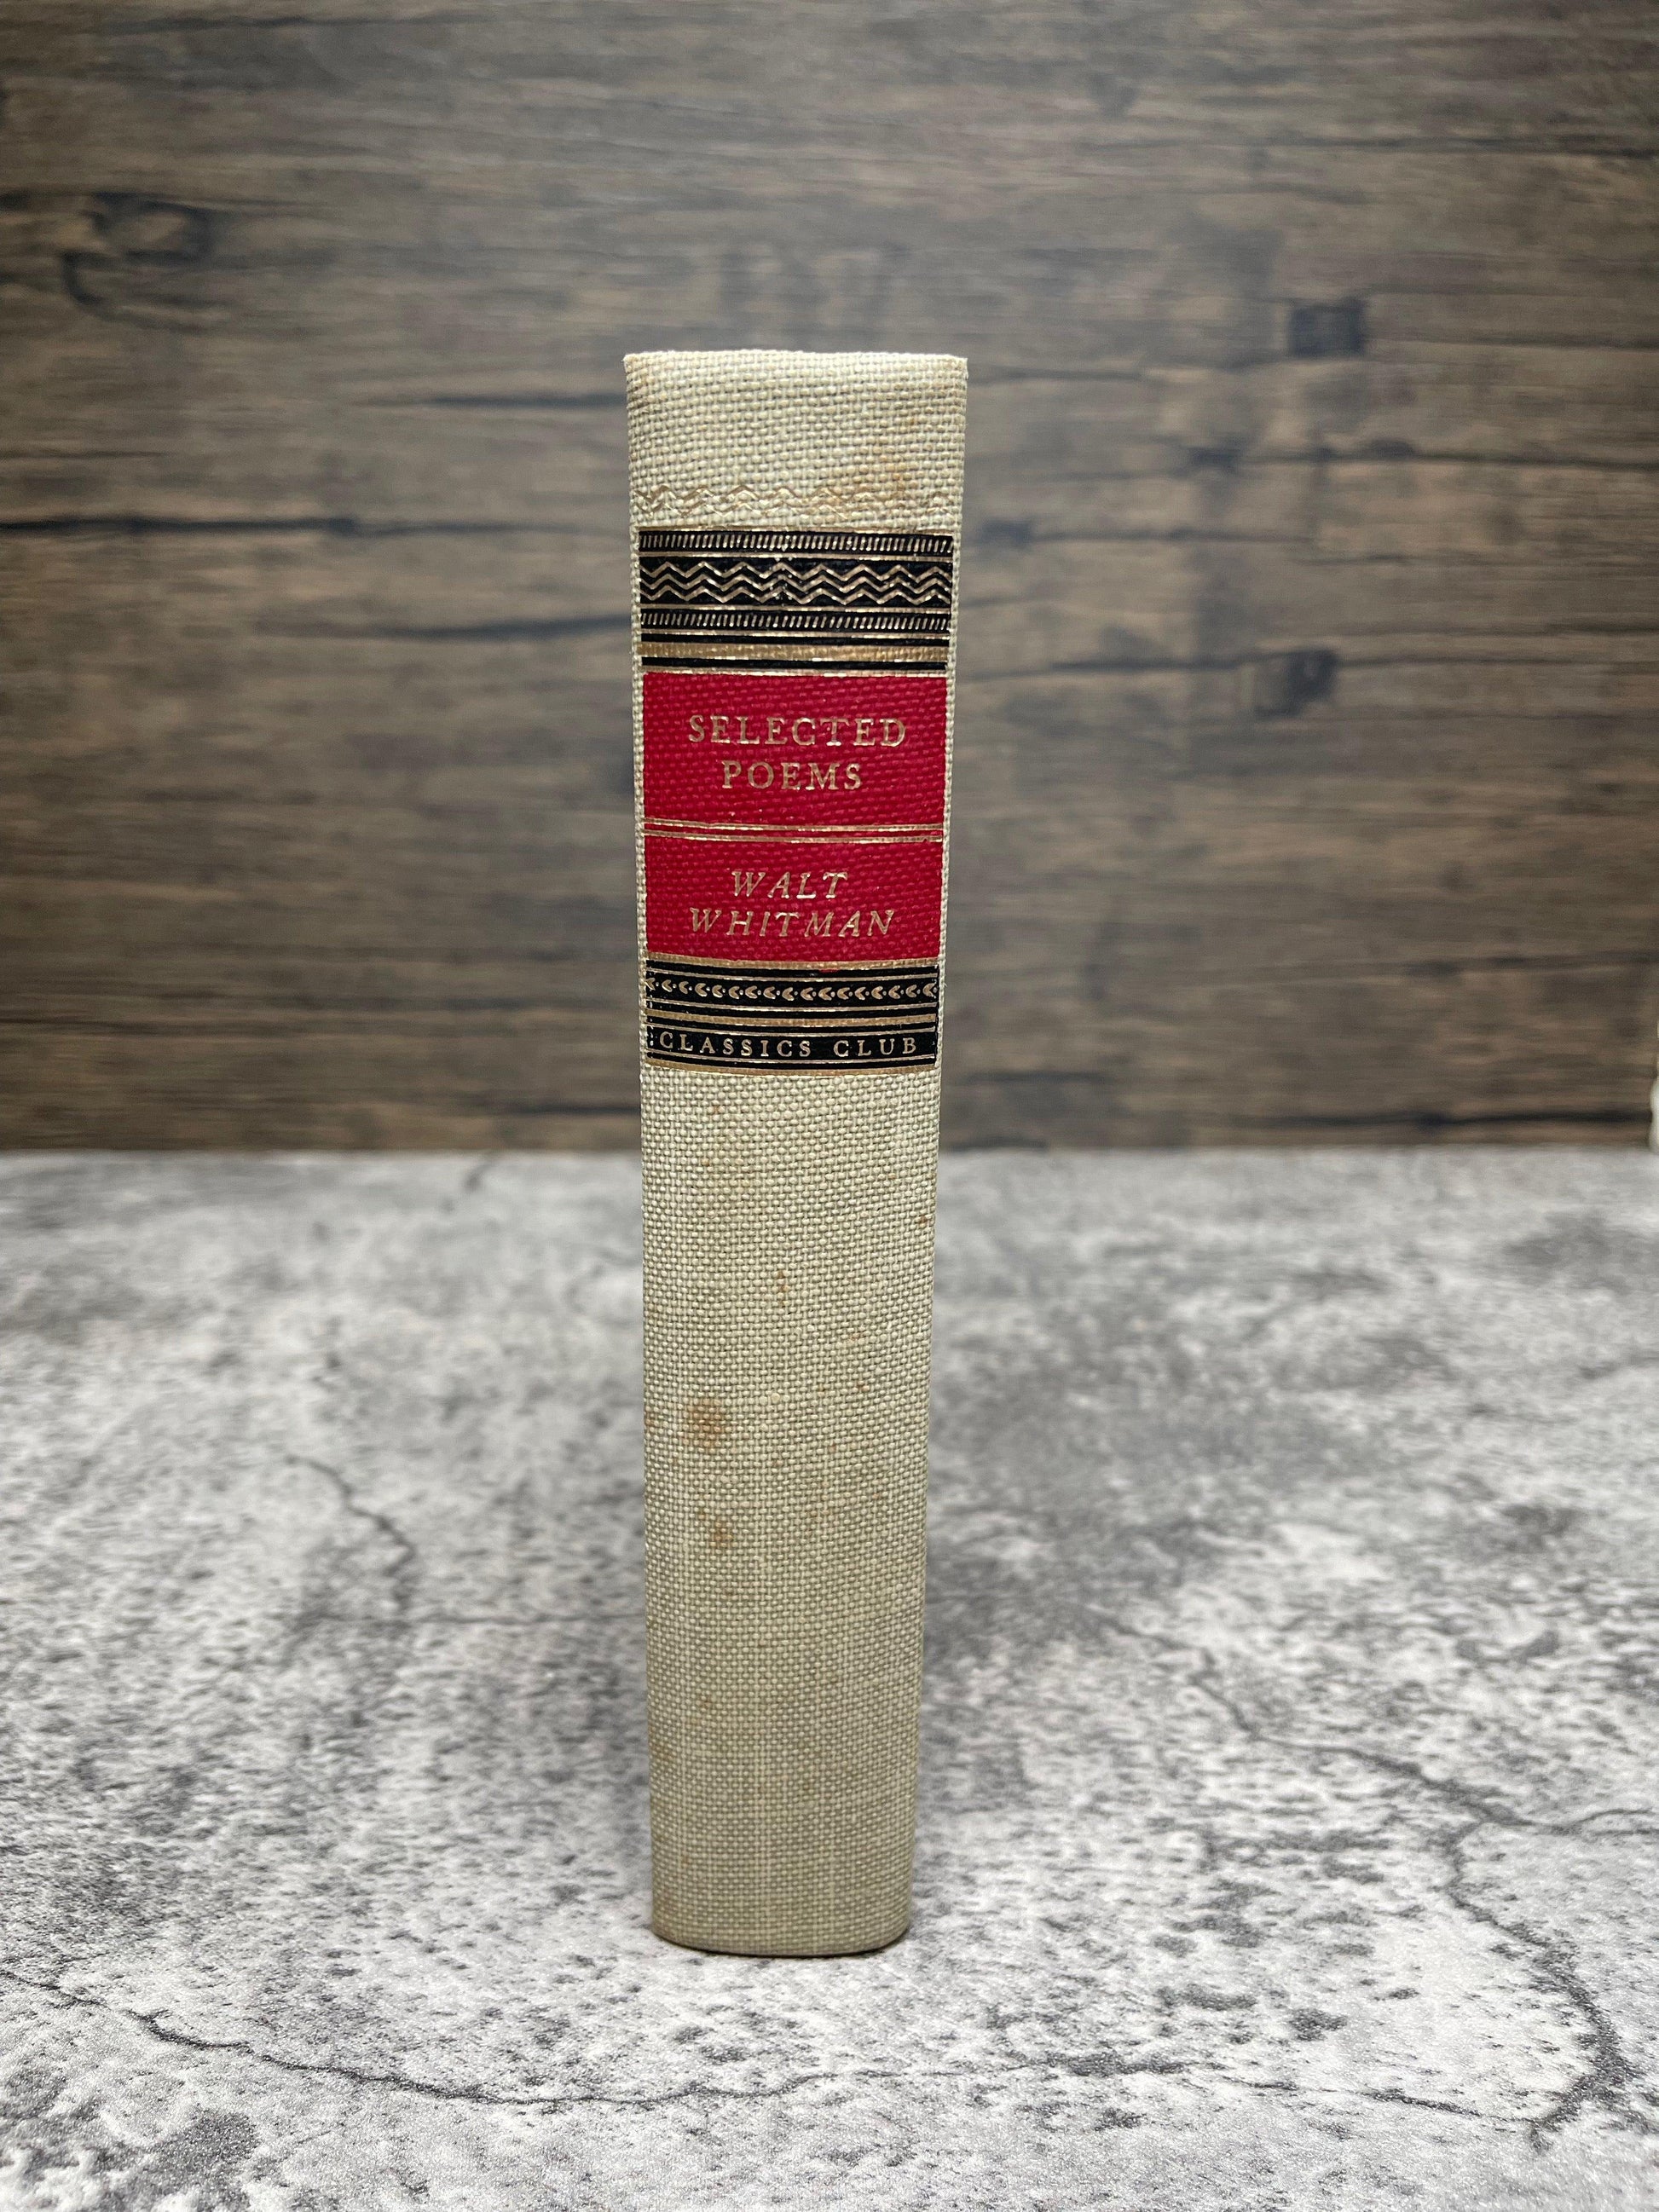 SELECTED
POEMS
WALT
WHITMAN
CLASSICS CLUB